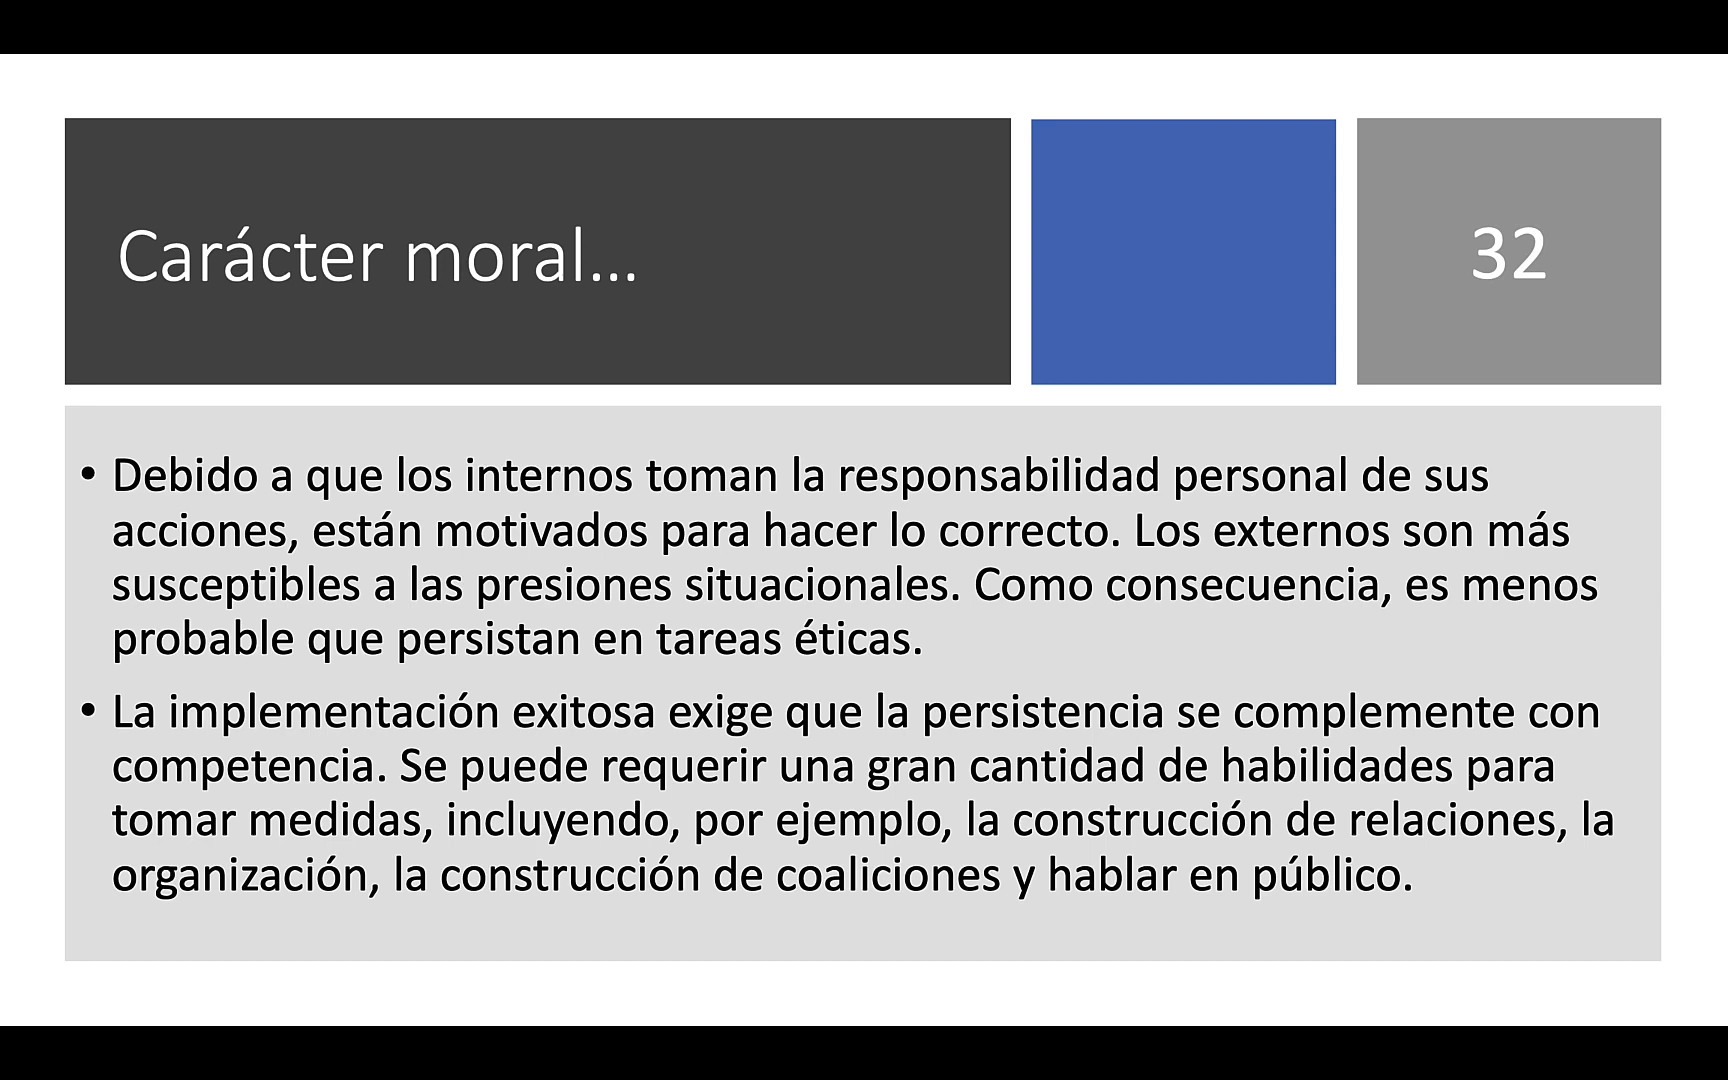 Carácter moral...
32
• Debido a que los internos toman la responsabilidad personal de sus
acciones, están motivados para hacer lo correcto. Los externos son más
susceptibles a las presiones situacionales. Como consecuencia, es menos
probable que persistan en tareas éticas.
• La implementación exitosa exige que la persistencia se complemente con
competencia. Se puede requerir una gran cantidad de habilidades para
tomar medidas, incluyendo, por ejemplo, la construcción de relaciones, la
organización, la construcción de coaliciones y hablar en público.